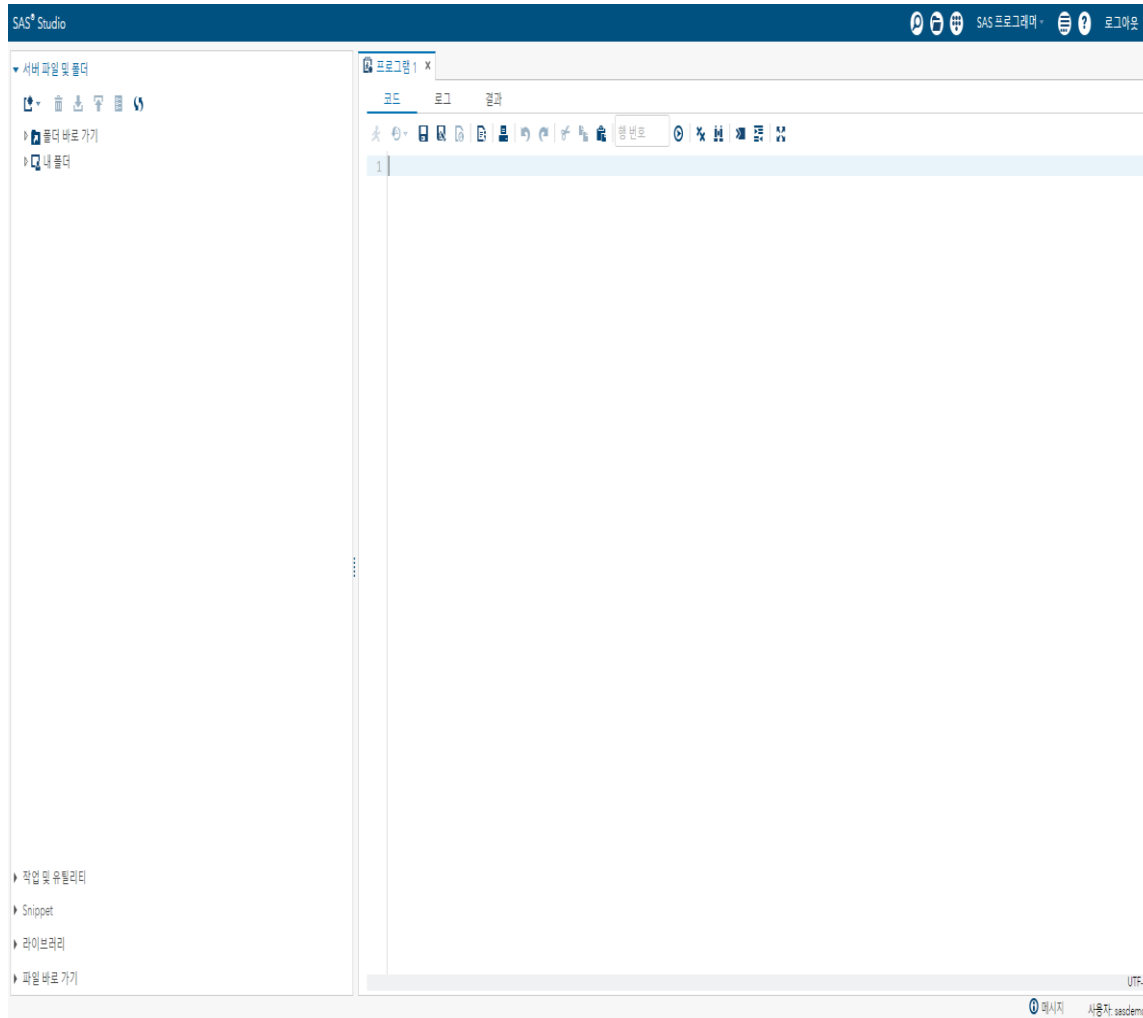 SAS® Studio
SAS 프로그래머
로그아웃
서버 파일 및 폴더
폴더 바로 가기
내 폴더
프로그램 1 x
코드 로그 결과
행 번호
1
작업 및 유틸리티
Snippet
라이브러리
파일 바로 가기
UTF-
메시지
사용자: sasdemo